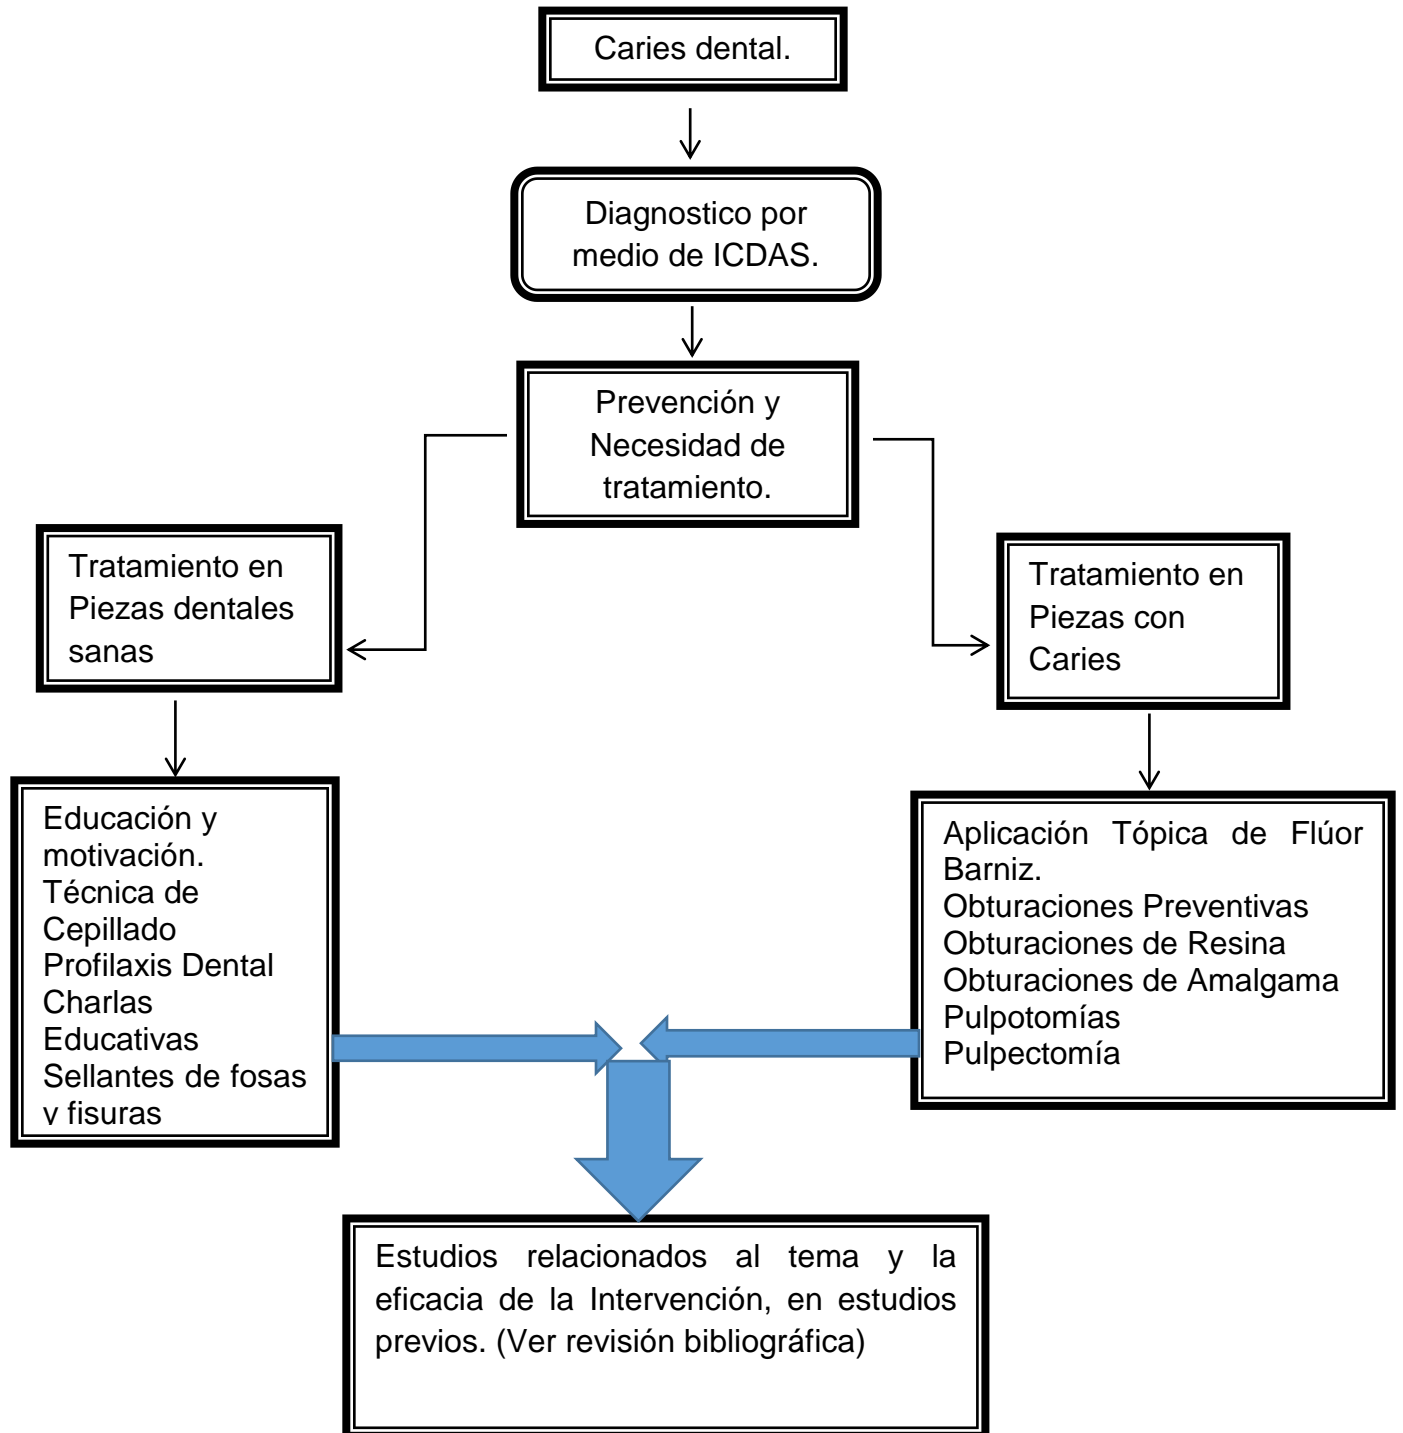 Caries dental.
Diagnostico por
medio de ICDAS.
Prevención y
Necesidad de
tratamiento.
Tratamiento en
Piezas dentales
sanas
Tratamiento en
Piezas con
Caries
Educación y
motivación.
Técnica de
Cepillado
Profilaxis Dental
Charlas
Educativas
Sellantes de fosas
y fisuras
Aplicación Tópica de Flúor
Barniz.
Obturaciones Preventivas
Obturaciones de Resina
Obturaciones de Amalgama
Pulpotomías
Pulpectomía
Estudios relacionados al tema y la
eficacia de la Intervención, en estudios
previos. (Ver revisión bibliográfica)